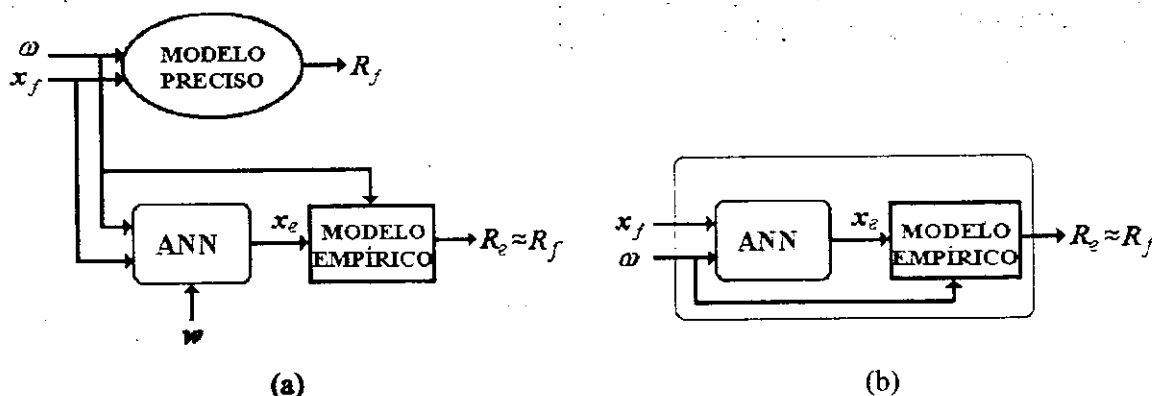 ω
x_f
MODELO
PRECISO
R_f
ANN
x_e
MODELO
EMPÍRICO
R_e ≈ R_f
w
(a)
x_f
ω
ANN
x_e
MODELO
EMPÍRICO
R_e ≈ R_f
(b)